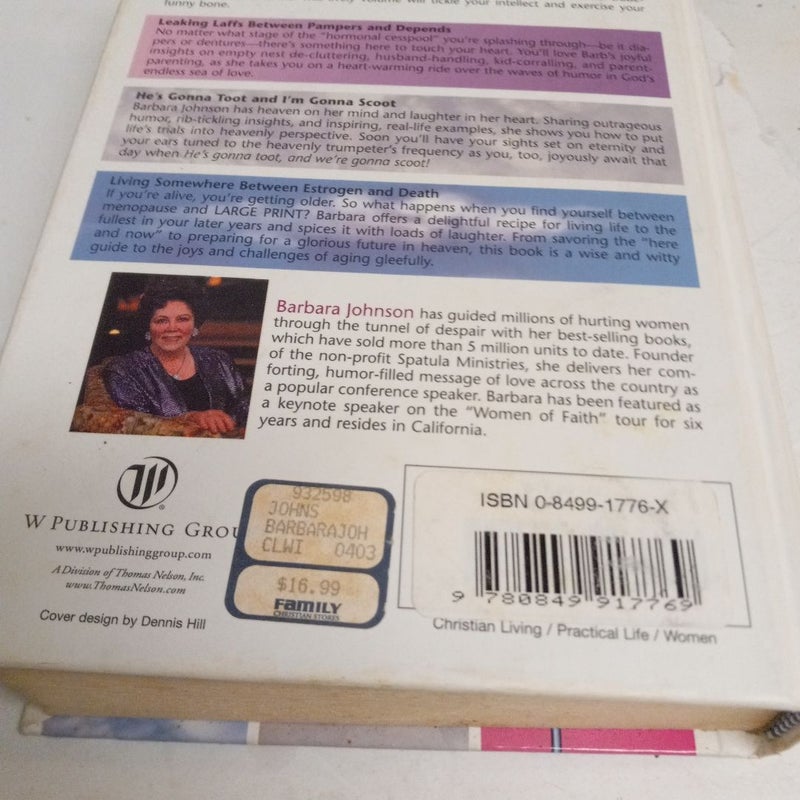 volume will tickle your intellect and exercise your
funny bone.
Leaking Laffs Between Pampers and Depends
No matter what stage of the "hormonal cesspool" you're splashing through—be it dia-
pers or dentures—there's something here to touch your heart. You'll love Barb's joyful
insights on empty nest de-cluttering, husband-handling, kid-corralling, and parent-
parenting, as she takes you on a heart-warming ride over the waves of humor in God's
endless sea of love.
He's Gonna Toot and I'm Gonna Scoot
Barbara Johnson has heaven on her mind and laughter in her heart. Sharing outrageous
humor, rib-tickling insights, and inspiring, real-life examples, she shows you how to put
life's trials into heavenly perspective. Soon you'll have your sights set on eternity and
your ears tuned to the heavenly trumpeter's frequency as you, too, joyously await that
day when He's gonna toot, and we're gonna scoot!
Living Somewhere Between Estrogen and Death
If you're alive, you're getting older. So what happens when you find yourself between
menopause and LARGE PRINT? Barbara offers a delightful recipe for living life to the
fullest in your later years and spices it with loads of laughter. From savoring the "here
and now" to preparing for a glorious future in heaven, this book is a wise and witty
guide to the joys and challenges of aging gleefully.
Barbara Johnson has guided millions of hurting women
through the tunnel of despair with her best-selling books,
which have sold more than 5 million units to date. Founder
of the non-profit Spatula Ministries, she delivers her com-
forting, humor-filled message of love across the country as
a popular conference speaker. Barbara has been featured as
a keynote speaker on the "Women of Faith" tour for six
years and resides in California.
W PUBLISHING GROU
www.wpublishinggroup.com
A Division of Thomas Nelson, Inc.
www.ThomasNelson.com
Cover design by Dennis Hill
932598
JOHNS
BARBARAJOH
CLWI 0403
$16.99
FAMILY
CHRISTIAN STORES
ISBN 0-8499-1776-X
9 780849 917769
Christian Living / Practical Life / Women